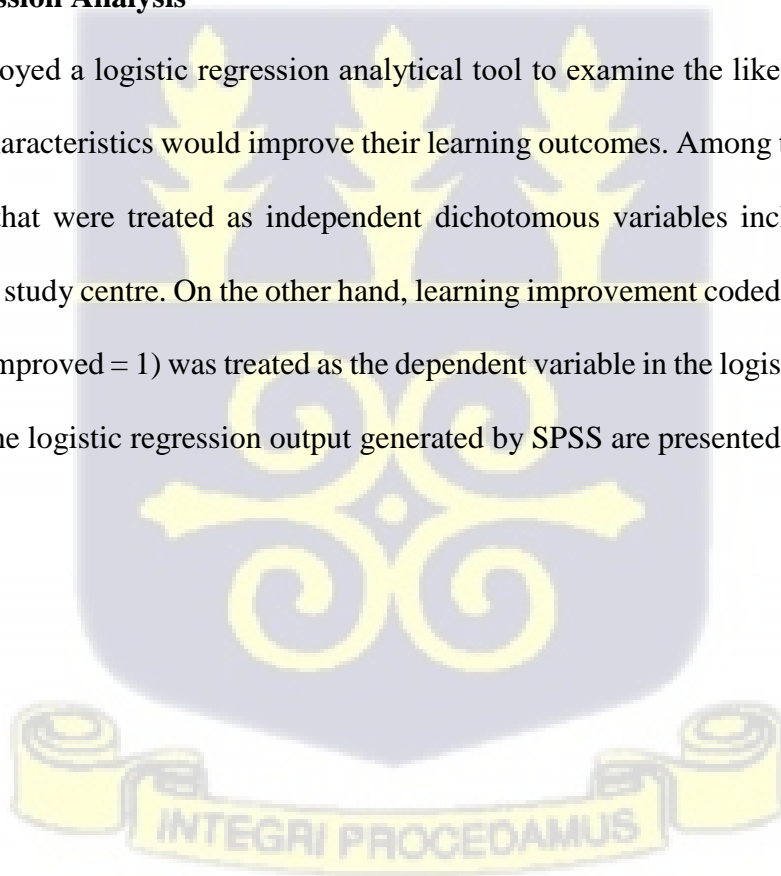 ssion Analysis
oyed a logistic regression analytical tool to examine the like
aracteristics would improve their learning outcomes. Among t
that were treated as independent dichotomous variables incl
study centre. On the other hand, learning improvement coded
mproved = 1) was treated as the dependent variable in the logis
he logistic regression output generated by SPSS are presented
INTEGRI PROCEDAMUS